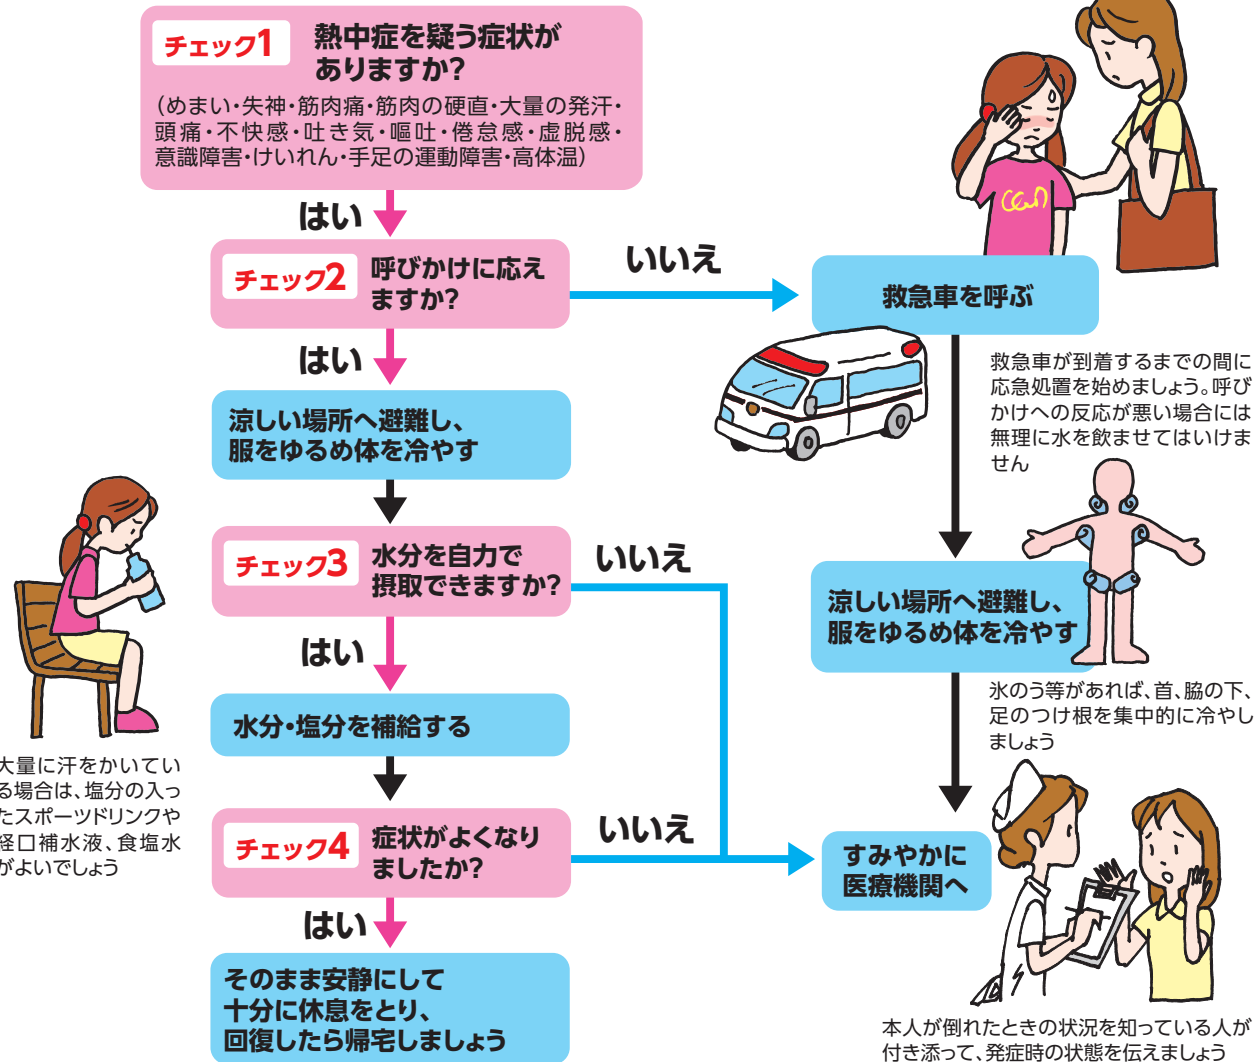 チェック1
熱中症を疑う症状が
ありますか?
(めまい・失神・筋肉痛・筋肉の硬直・大量の発汗・
頭痛・不快感・吐き気・嘔吐・倦怠感・虚脱感・
意識障害・けいれん・手足の運動障害・高体温)
はい
チェック2
呼びかけに応え
ますか?
いいえ
救急車を呼ぶ
救急車が到着するまでの間に
応急処置を始めましょう。呼び
かけへの反応が悪い場合には
無理に水を飲ませてはいけま
せん
はい
涼しい場所へ避難し、
服をゆるめ体を冷やす
チェック3
水分を自力で
摂取できますか?
いいえ
涼しい場所へ避難し、
服をゆるめ体を冷やす
氷のう等があれば、首、脇の下、
足のつけ根を集中的に冷やし
ましょう
はい
水分・塩分を補給する
大量に汗をかいてい
る場合は、塩分の入っ
たスポーツドリンクや
経口補水液、食塩水
がよいでしょう
チェック4
症状がよくなり
ましたか?
いいえ
すみやかに
医療機関へ
はい
そのまま安静にして
十分に休息をとり、
回復したら帰宅しましょう
本人が倒れたときの状況を知っている人が
付き添って、発症時の状態を伝えましょう